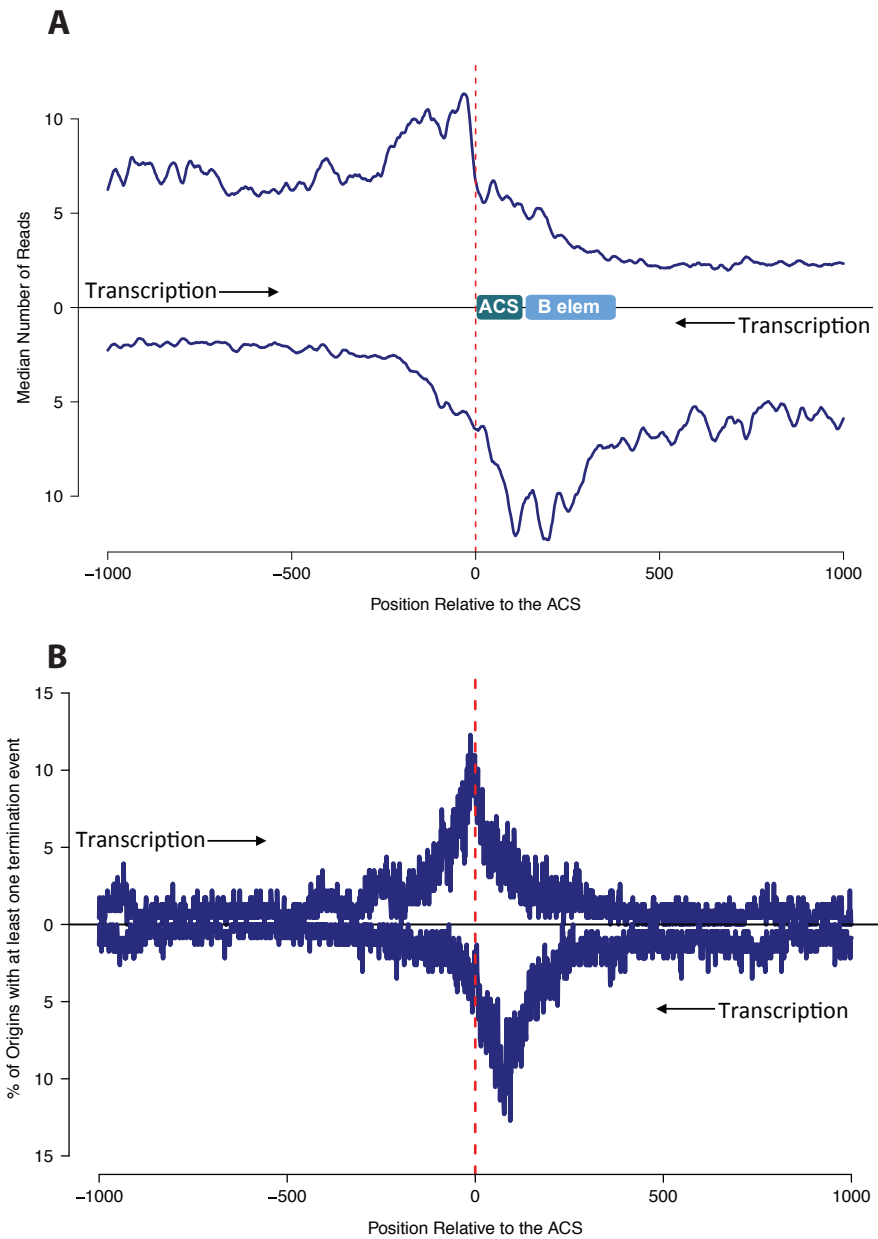 A
Median Number of Reads
10
5
0
5
10
Transcription
ACS
B elem
Transcription
−1000
−500
0
500
1000
Position Relative to the ACS
B
% of Origins with at least one termination event
15
10
5
0
5
10
15
Transcription
Transcription
−1000
−500
0
500
1000
Position Relative to the ACS